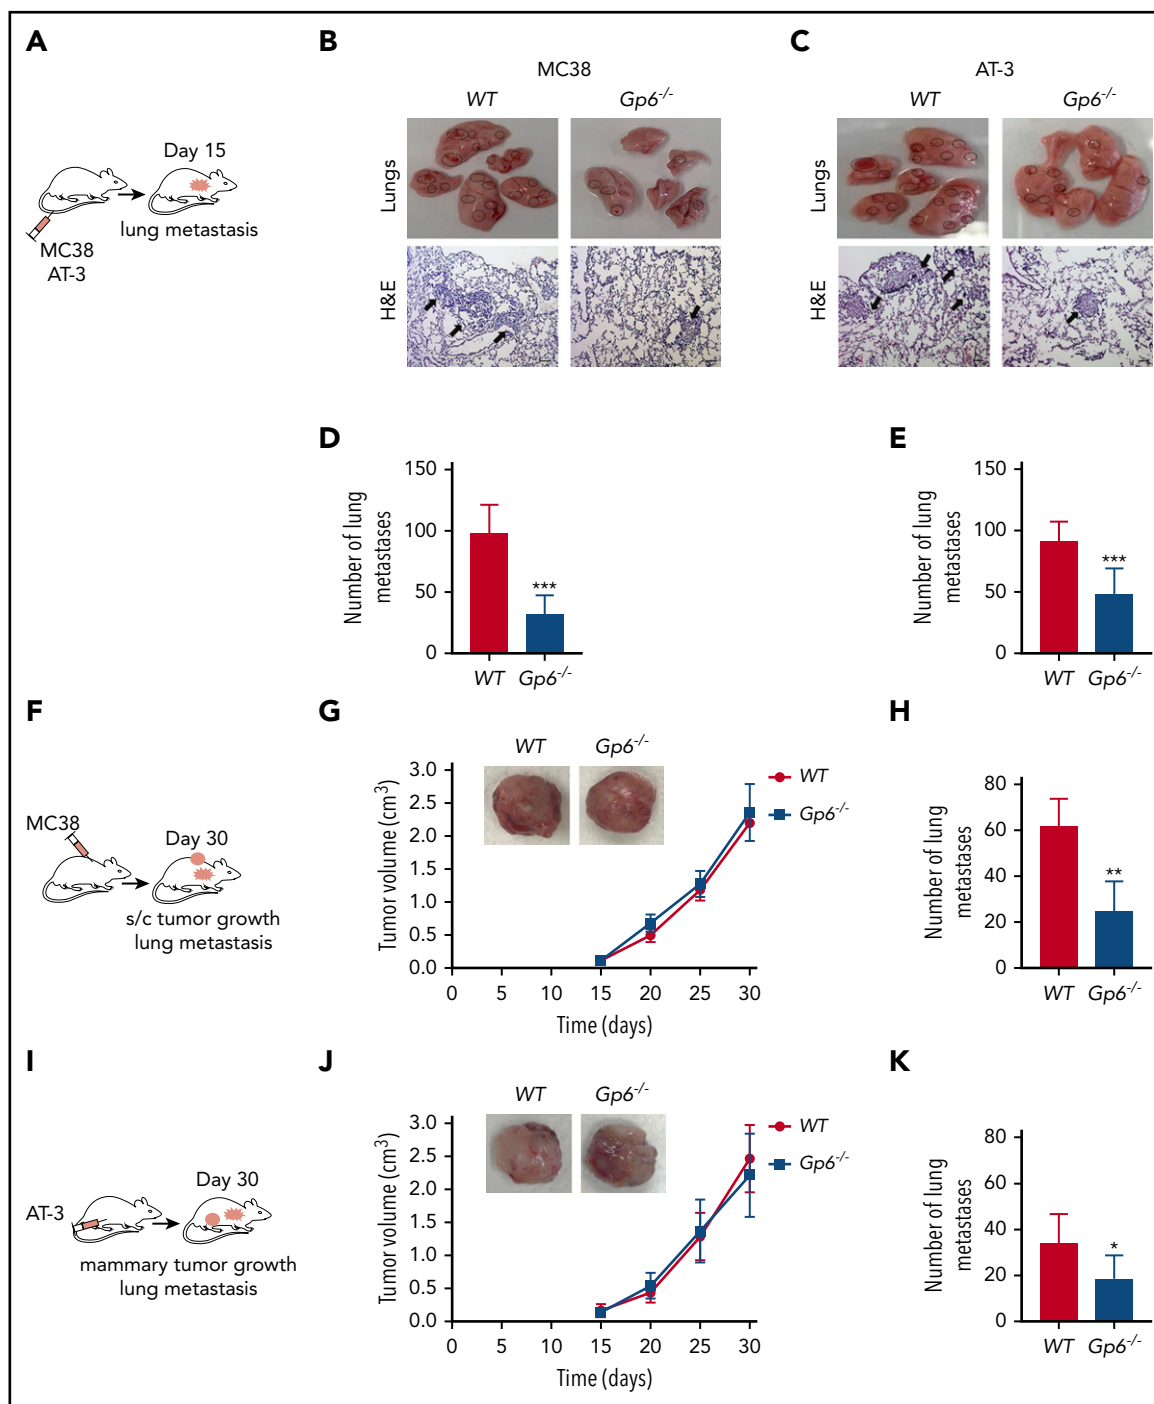 A
Day 15
MC38
AT-3
lung metastasis
B
MC38
WT
Gp6-/-
Lungs
H&E
C
AT-3
WT
Gp6-/-
Lungs
H&E
D
Number of lung
metastases
150
100
50
0
***
WT
Gp6-/-
E
Number of lung
metastases
150
100
50
0
***
WT
Gp6-/-
F
MC38
Day 30
s/c tumor growth
lung metastasis
G
WT
Gp6-/-
Tumor volume (cm3)
3.0
2.5
2.0
1.5
1.0
0.5
0.0
0 5 10 15 20 25 30
Time (days)
WT
Gp6-/-
H
Number of lung
metastases
80
60
40
20
0
**
WT
Gp6-/-
I
AT-3
Day 30
mammary tumor growth
lung metastasis
J
WT
Gp6-/-
Tumor volume (cm3)
3.0
2.5
2.0
1.5
1.0
0.5
0.0
0 5 10 15 20 25 30
Time (days)
WT
Gp6-/-
K
Number of lung
metastases
80
60
40
20
0
*
WT
Gp6-/-